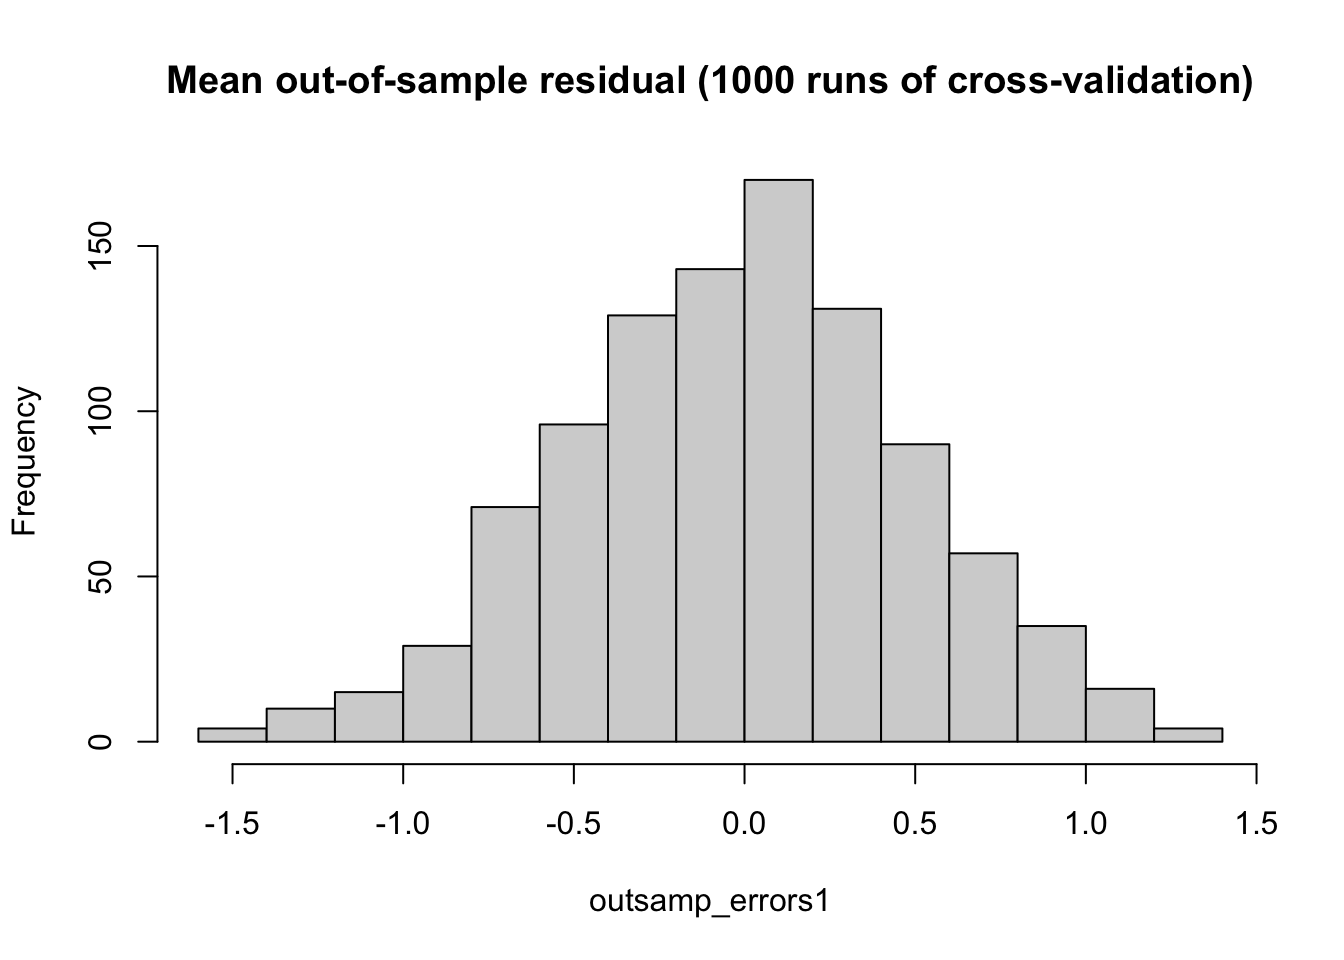 Mean out-of-sample residual (1000 runs of cross-validation)
Frequency
150
100
50
0
-1.5 -1.0 -0.5 0.0 0.5 1.0 1.5
outsamp_errors1